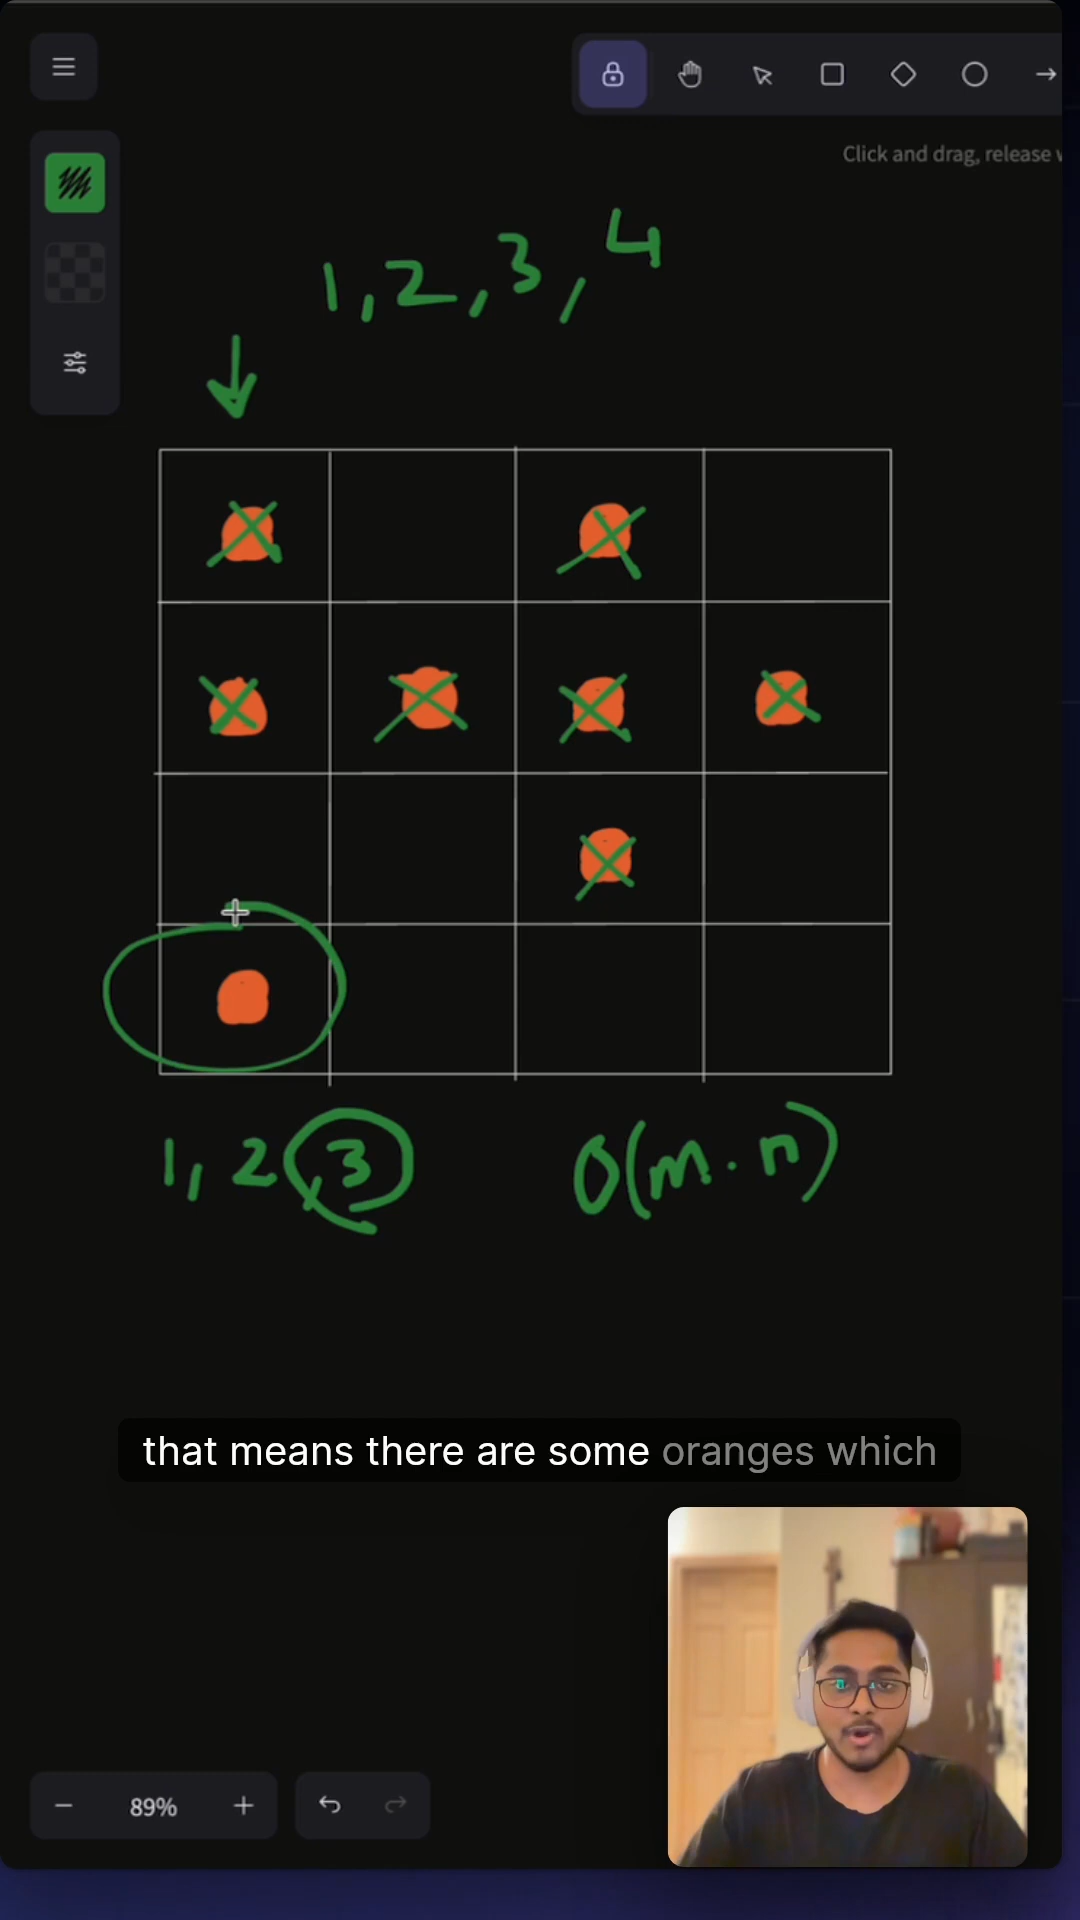 Click and drag, release
1, 2, 3, 4
1, 2, 3
O(m.n)
that means there are some oranges which
89%